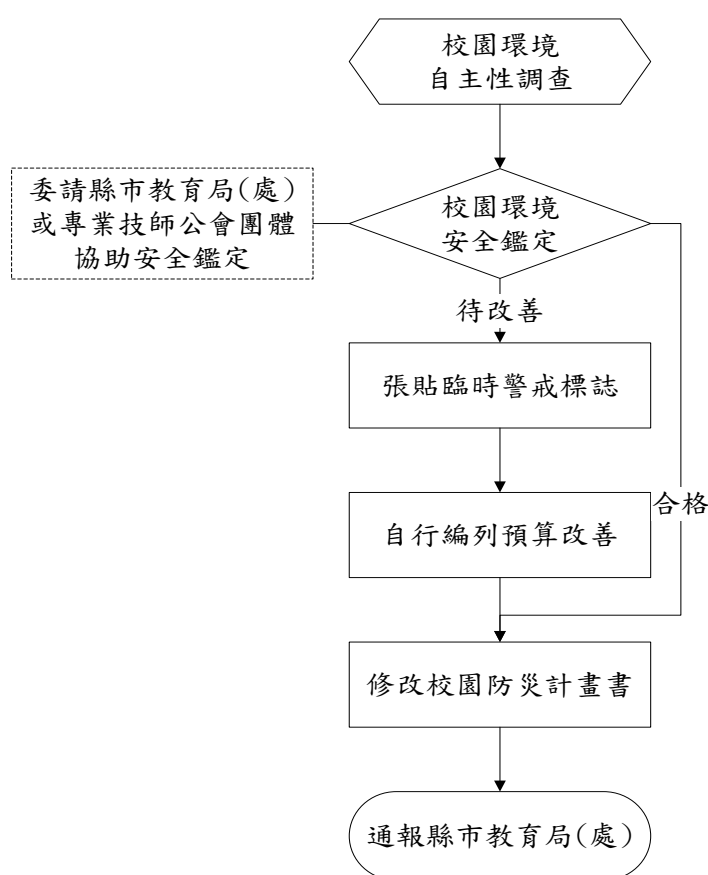 校園環境
自主性調查
委請縣市教育局(處)
或專業技師公會團體
協助安全鑑定
校園環境
安全鑑定
待改善
張貼臨時警戒標誌
合格
自行編列預算改善
修改校園防災計畫書
通報縣市教育局(處)